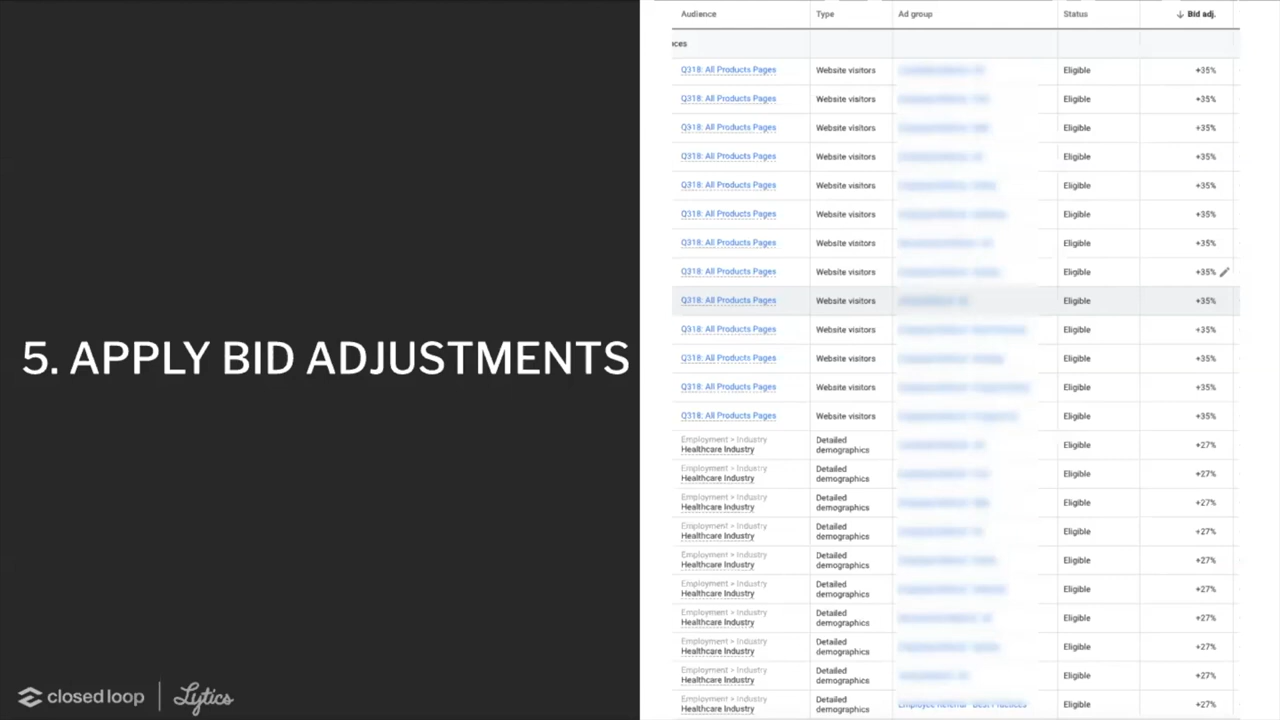 5. APPLY BID ADJUSTMENTS
closed loop | Lytics
Audience Type Ad group Status Bid adj.
ces
Q318: All Products Pages Website visitors Eligible +35%
Q318: All Products Pages Website visitors Eligible +35%
Q318: All Products Pages Website visitors Eligible +35%
Q318: All Products Pages Website visitors Eligible +35%
Q318: All Products Pages Website visitors Eligible +35%
Q318: All Products Pages Website visitors Eligible +35%
Q318: All Products Pages Website visitors Eligible +35%
Q318: All Products Pages Website visitors Eligible +35%
Q318: All Products Pages Website visitors Eligible +35%
Q318: All Products Pages Website visitors Eligible +35%
Q318: All Products Pages Website visitors Eligible +35%
Q318: All Products Pages Website visitors Eligible +35%
Q318: All Products Pages Website visitors Eligible +35%
Employment > Industry Detailed
Healthcare Industry demographics Eligible +27%
Employment > Industry Detailed
Healthcare Industry demographics Eligible +27%
Employment > Industry Detailed
Healthcare Industry demographics Eligible +27%
Employment > Industry Detailed
Healthcare Industry demographics Eligible +27%
Employment > Industry Detailed
Healthcare Industry demographics Eligible +27%
Employment > Industry Detailed
Healthcare Industry demographics Eligible +27%
Employment > Industry Detailed
Healthcare Industry demographics Eligible +27%
Employment > Industry Detailed
Healthcare Industry demographics Eligible +27%
Employment > Industry Detailed
Healthcare Industry demographics Eligible +27%
Employment > Industry Detailed
Healthcare Industry demographics Employee Referral - Best Practices Eligible +27%